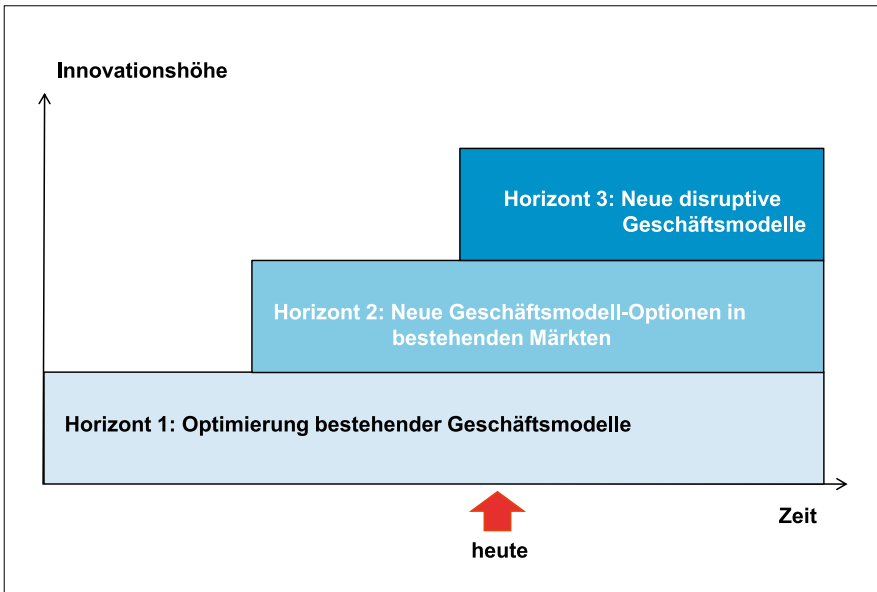 Innovationshöhe
Horizont 3: Neue disruptive
Geschäftsmodelle
Horizont 2: Neue Geschäftsmodell-Optionen in
bestehenden Märkten
Horizont 1: Optimierung bestehender Geschäftsmodelle
Zeit
heute